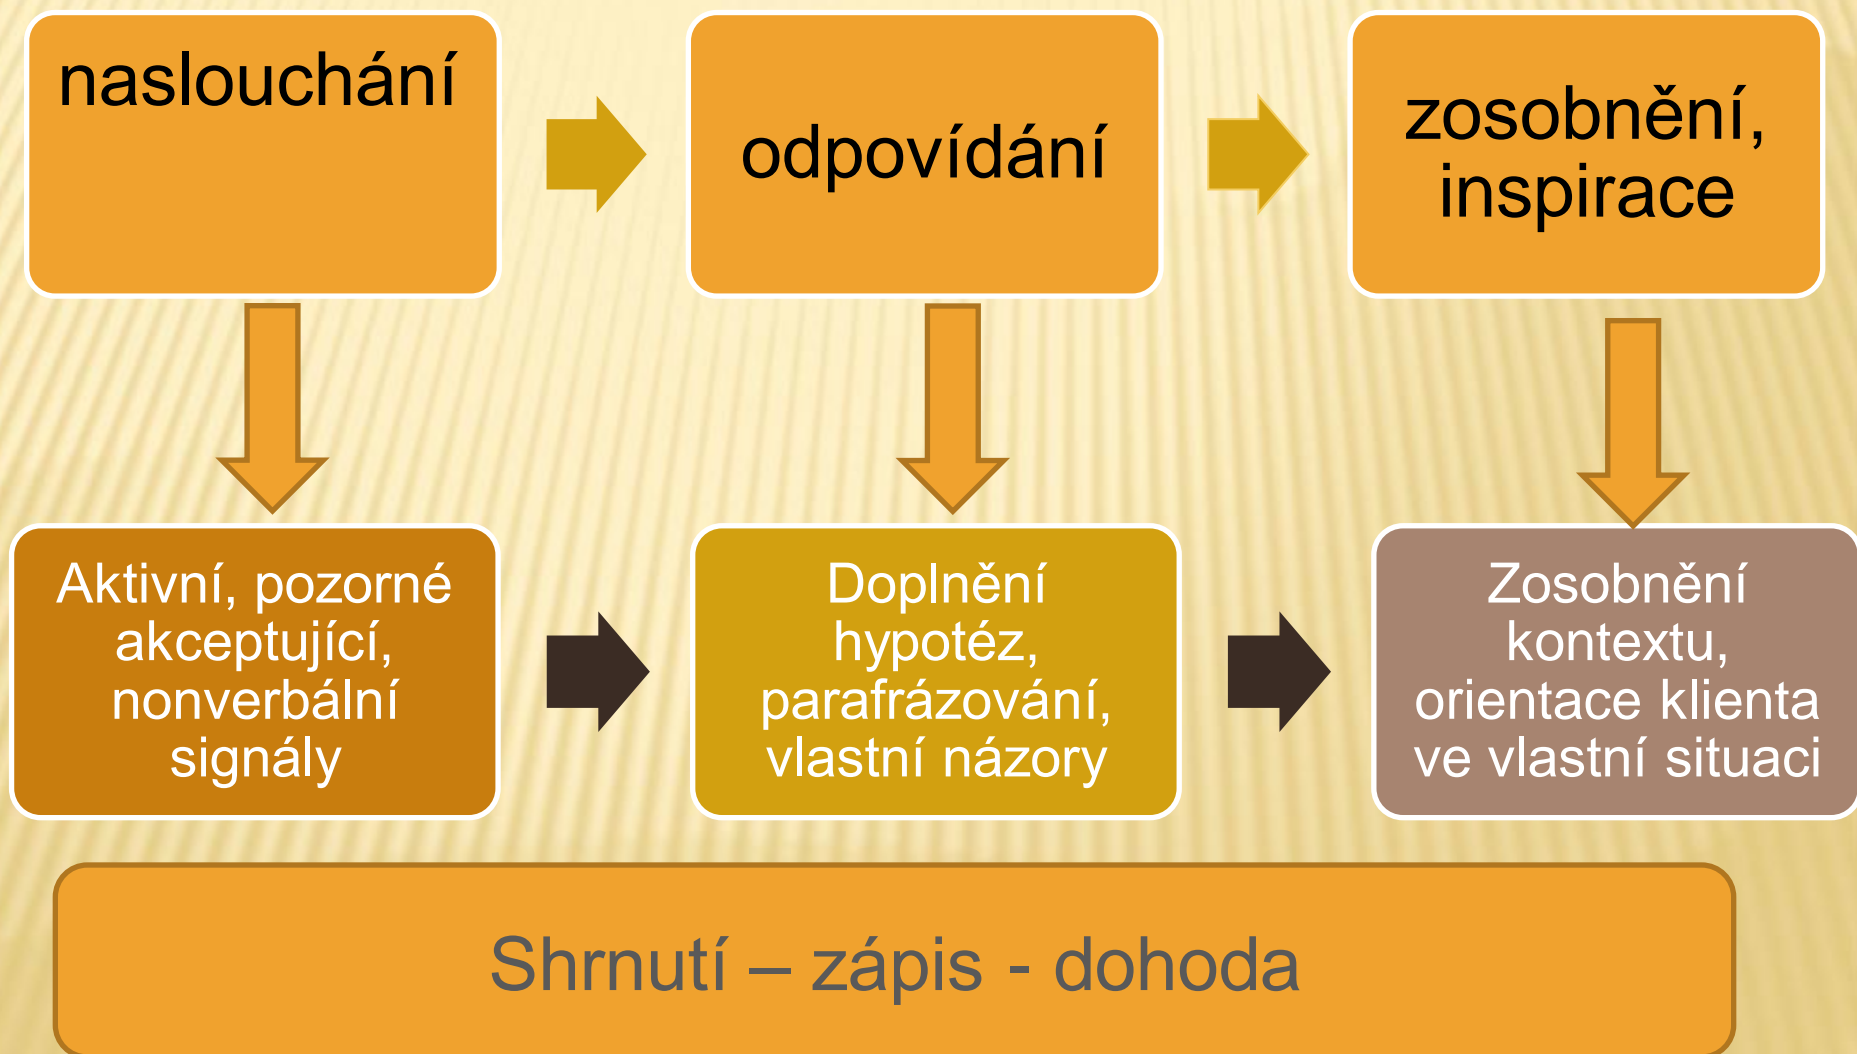 naslouchání
odpovídání
zosobnění,
inspirace
Aktivní, pozorné
akceptující,
nonverbální
signály
Doplnění
hypotéz,
parafrázování,
vlastní názory
Zosobnění
kontextu,
orientace klienta
ve vlastní situaci
Shrnutí – zápis - dohoda